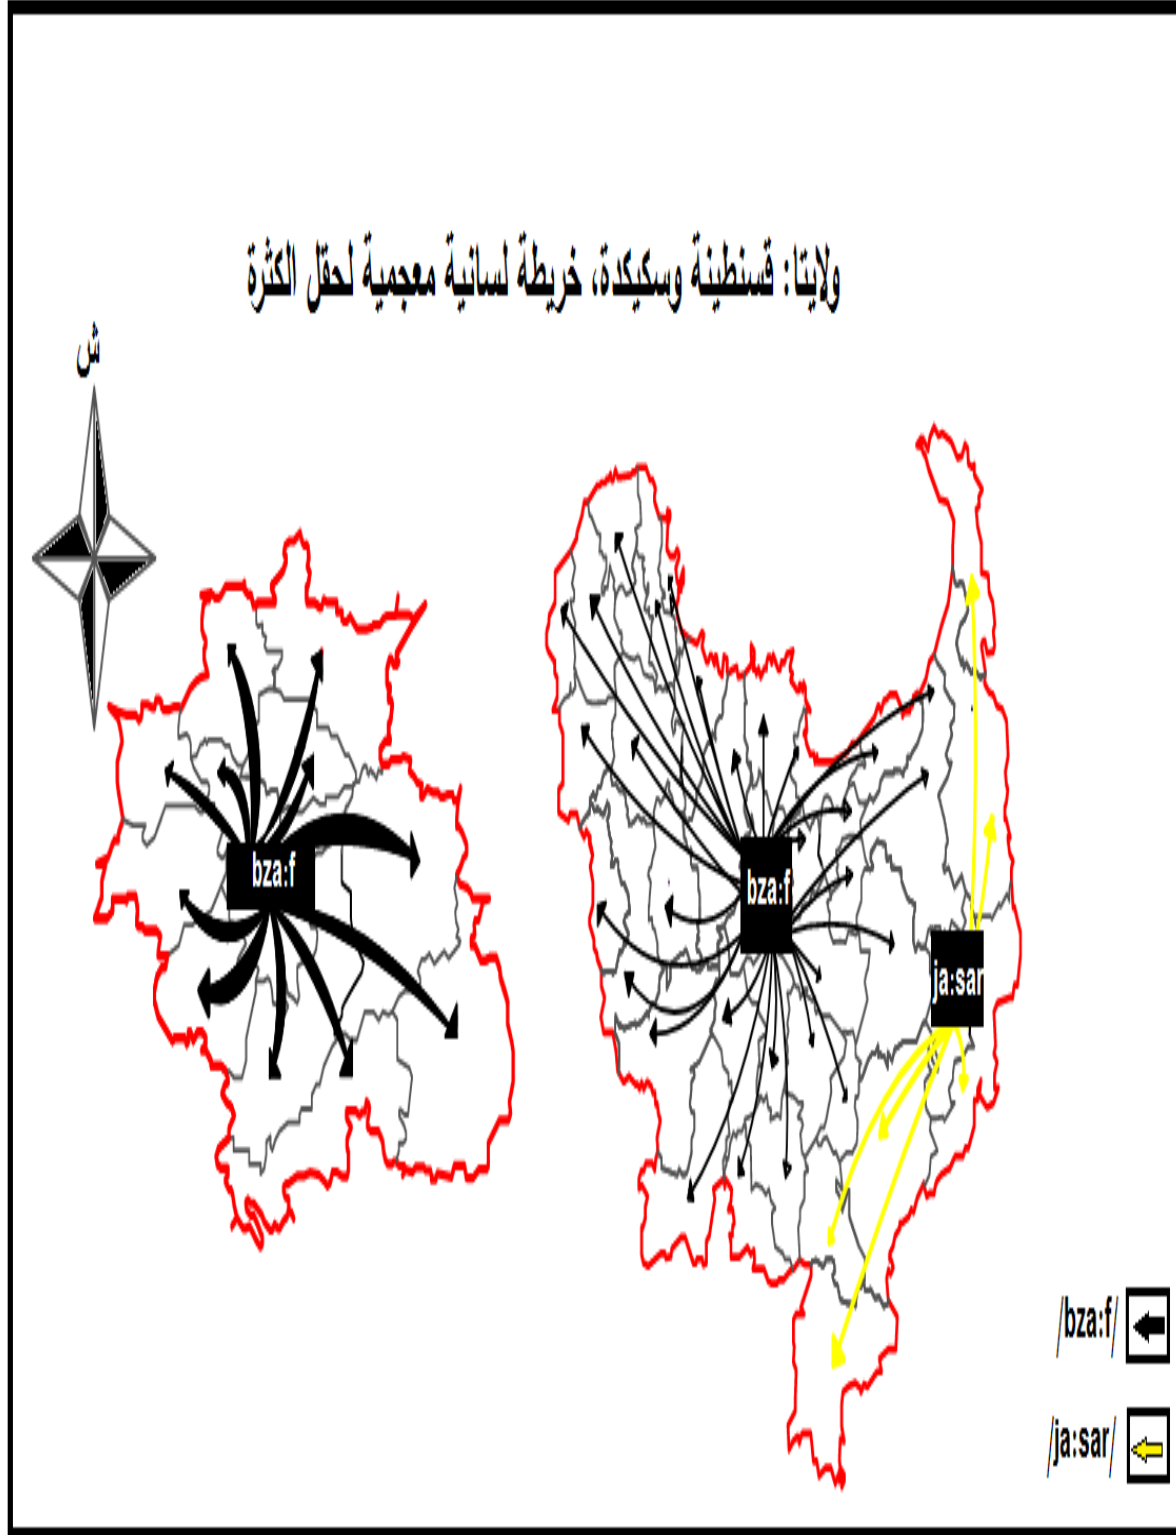 ولايتا: قسنطينة وسكيكدة، خريطة لسانية معجمية لحقل الكثرة
ش
bza:f
bza:f
ja:sar
/bza:f/
/ja:sar/